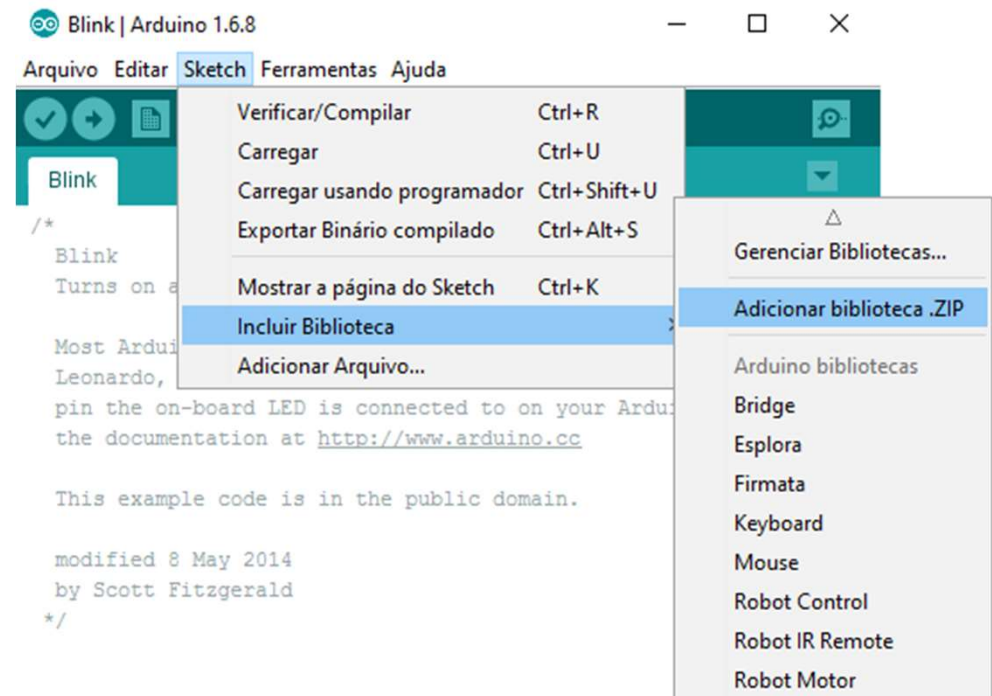 Blink | Arduino 1.6.8
Arquivo Editar Sketch Ferramentas Ajuda
Verificar/Compilar Ctrl+R
Carregar Ctrl+U
Carregar usando programador Ctrl+Shift+U
Exportar Binário compilado Ctrl+Alt+S
Mostrar a página do Sketch Ctrl+K
Incluir Biblioteca
Adicionar Arquivo...
Gerenciar Bibliotecas...
Adicionar biblioteca .ZIP
Arduino bibliotecas
Bridge
Esplora
Firmata
Keyboard
Mouse
Robot Control
Robot IR Remote
Robot Motor
Blink
/*
Blink
Turns on a
Most Ardui
Leonardo,
pin the on-board LED is connected to on your Ardu
the documentation at http://www.arduino.cc
This example code is in the public domain.
modified 8 May 2014
by Scott Fitzgerald
*/